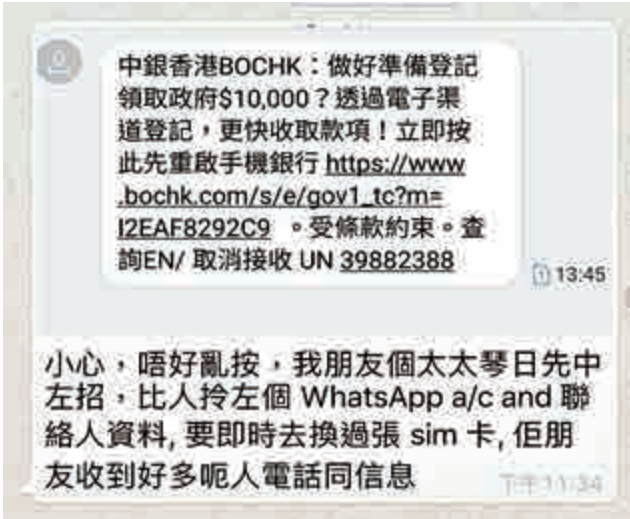 中銀香港BOCHK：做好準備登記
領取政府$10,000？透過電子渠
道登記，更快收取款項！立即按
此先重啟手機銀行 https://www
.bochk.com/s/e/gov1_tc?m=
I2EAF8292C9 。受條款約束。查
詢EN/ 取消接收 UN 39882388
13:45
小心，唔好亂按，我朋友個太太琴日先中
左招，比人拎左個 WhatsApp a/c and 聯
絡人資料, 要即時去換過張 sim 卡, 佢朋
友收到好多呃人電話同信息
下午11:34